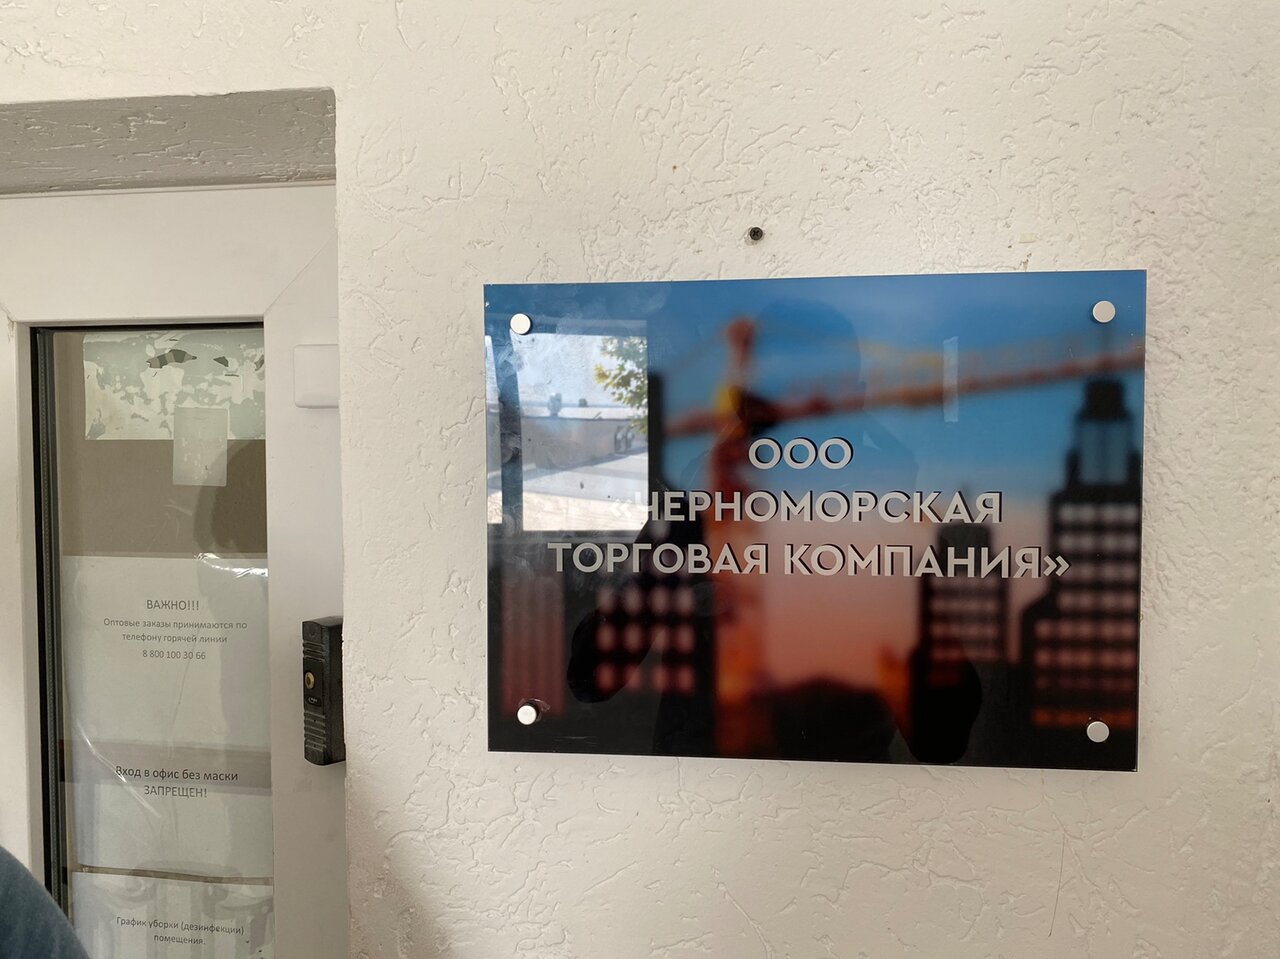 ООО
«ЧЕРНОМОРСКАЯ
ТОРГОВАЯ КОМПАНИЯ»
ВАЖНО!!!
Оптовые заказы принимаются по
телефону горячей линии
8 800 100 30 66
Вход в офис без маски
ЗАПРЕЩЕН!
График уборки (дезинфекции)
помещения.